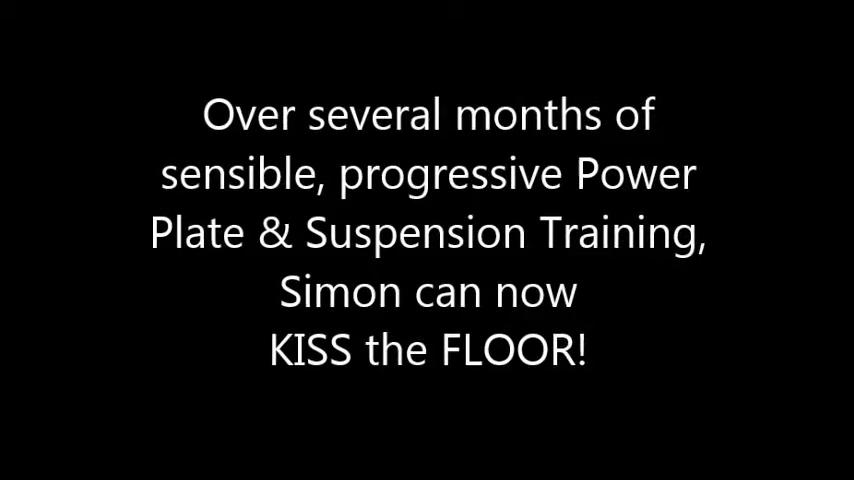 Over several months of
sensible, progressive Power
Plate & Suspension Training,
Simon can now
KISS the FLOOR!